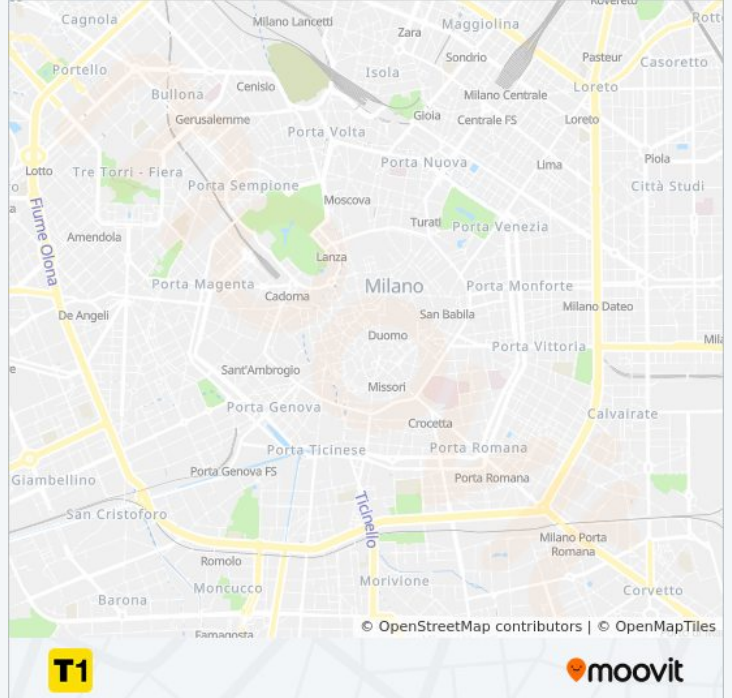 Rovereto
Cagnola
Milano Lancetti
Zara
Maggiolina
Rott
Sondrio
Pasteur
Casoretto
Portello
Isola
Cenisio
Bullona
Milano Centrale
Loreto
Gerusalemme
Gioia
Centrale FS
Loreto
Porta Volta
Lotto
Tre Torri - Fiera
Porta Nuova
Lima
Piola
Porta Sempione
Città Studi
o
Moscova
a
Fiume Olona
Turati
Porta Venezia
Amendola
Lanza
Porta Magenta
Cadorna
Milano
Porta Monforte
De Angeli
San Babila
Milano Dateo
Duomo
Porta Vittoria
Mila
e
Sant'Ambrogio
Missori
Porta Genova
Crocetta
Calvairate
Porta Ticinese
Porta Romana
Giambellino
Porta Genova FS
Porta Romana
San Cristoforo
Ticinello
Milano Porta
Romana
Romolo
Moncucco
Morivione
Corvetto
Barona
Famagosta
© OpenStreetMap contributors | © OpenMapTiles
T1
moovit